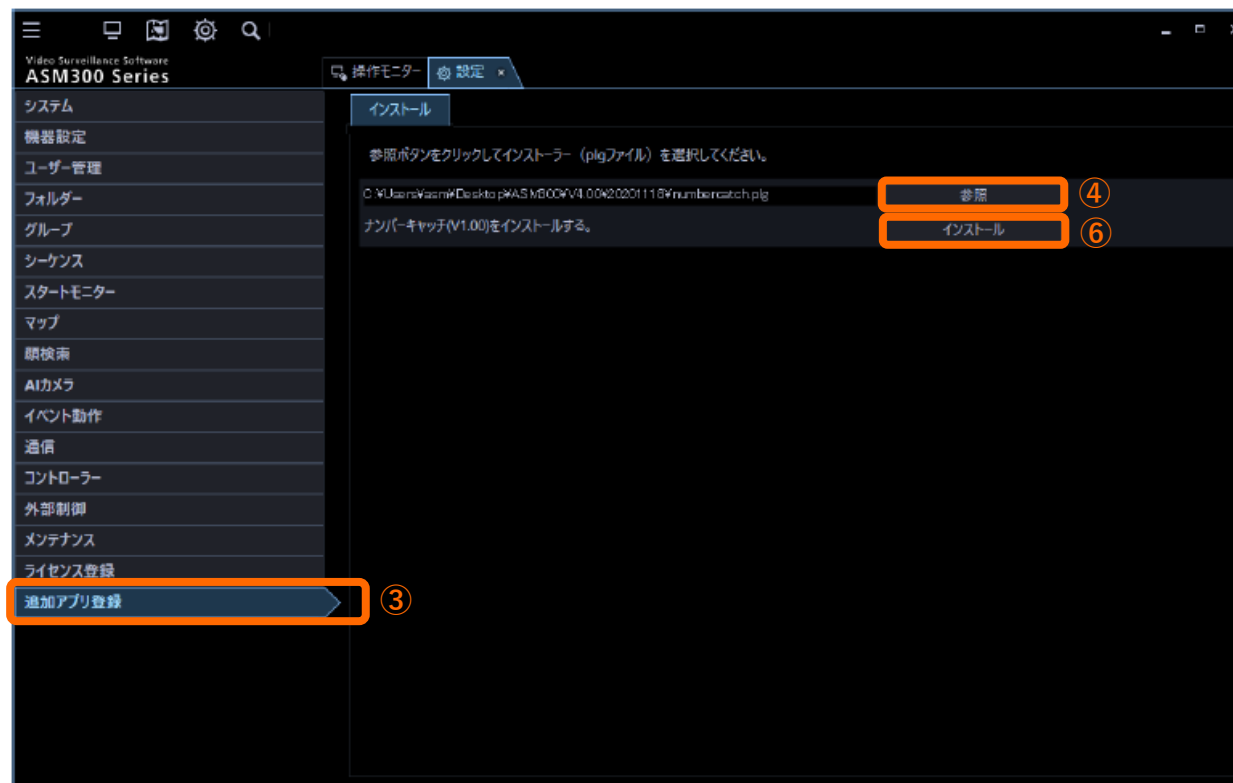 Video Surveillance Software
ASM300 Series
操作モニター
設定 ×
システム
機器設定
ユーザー管理
フォルダー
グループ
シーケンス
スタートモニター
マップ
顔検索
AIカメラ
イベント動作
通信
コントローラー
外部制御
メンテナンス
ライセンス登録
追加アプリ登録
③
インストール
参照ボタンをクリックしてインストーラー（plgファイル）を選択してください。
C:¥Users¥asm¥Desktop¥ASM300¥V4.00¥20201118¥numbercatch.plg
参照
④
ナンバーキャッチ(V1.00)をインストールする。
インストール
⑥